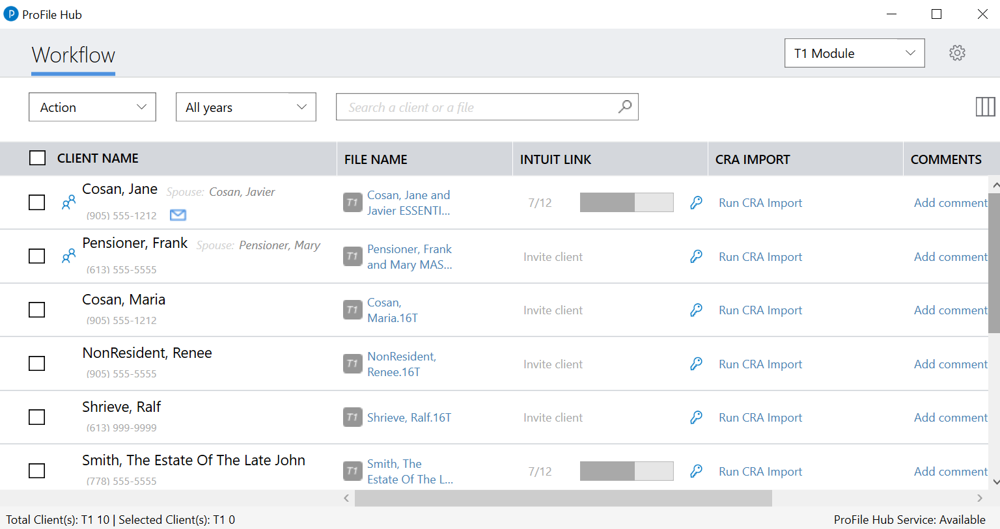 P ProFile Hub
Workflow
T1 Module
Action
All years
Search a client or a file
CLIENT NAME
FILE NAME
INTUIT LINK
CRA IMPORT
COMMENTS
Cosan, Jane Spouse: Cosan, Javier
(905) 555-1212
T1
Cosan, Jane and
Javier ESSENTI...
7/12
Run CRA Import
Add comment
Pensioner, Frank Spouse: Pensioner, Mary
(613) 555-5555
T1
Pensioner, Frank
and Mary MAS...
Invite client
Run CRA Import
Add comment
Cosan, Maria
(905) 555-1212
T1
Cosan,
Maria.16T
Invite client
Run CRA Import
Add comment
NonResident, Renee
(905) 555-5555
T1
NonResident,
Renee.16T
Invite client
Run CRA Import
Add comment
Shrieve, Ralf
(613) 999-9999
T1
Shrieve, Ralf.16T
Invite client
Run CRA Import
Add comment
Smith, The Estate Of The Late John
(778) 555-5555
T1
Smith, The
Estate Of The L...
7/12
Run CRA Import
Add comment
Total Client(s): T1 10 | Selected Client(s): T1 0
ProFile Hub Service: Available